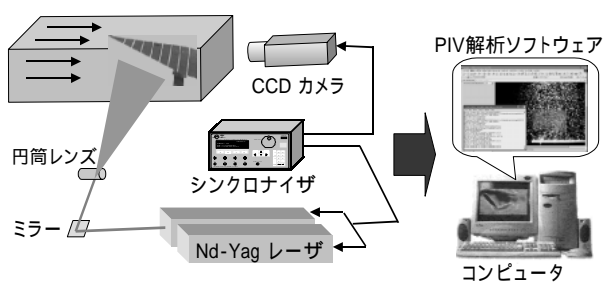 PIV解析ソフトウェア
CCD カメラ
円筒レンズ
シンクロナイザ
ミラー
Nd-Yag レーザ
コンピュータ